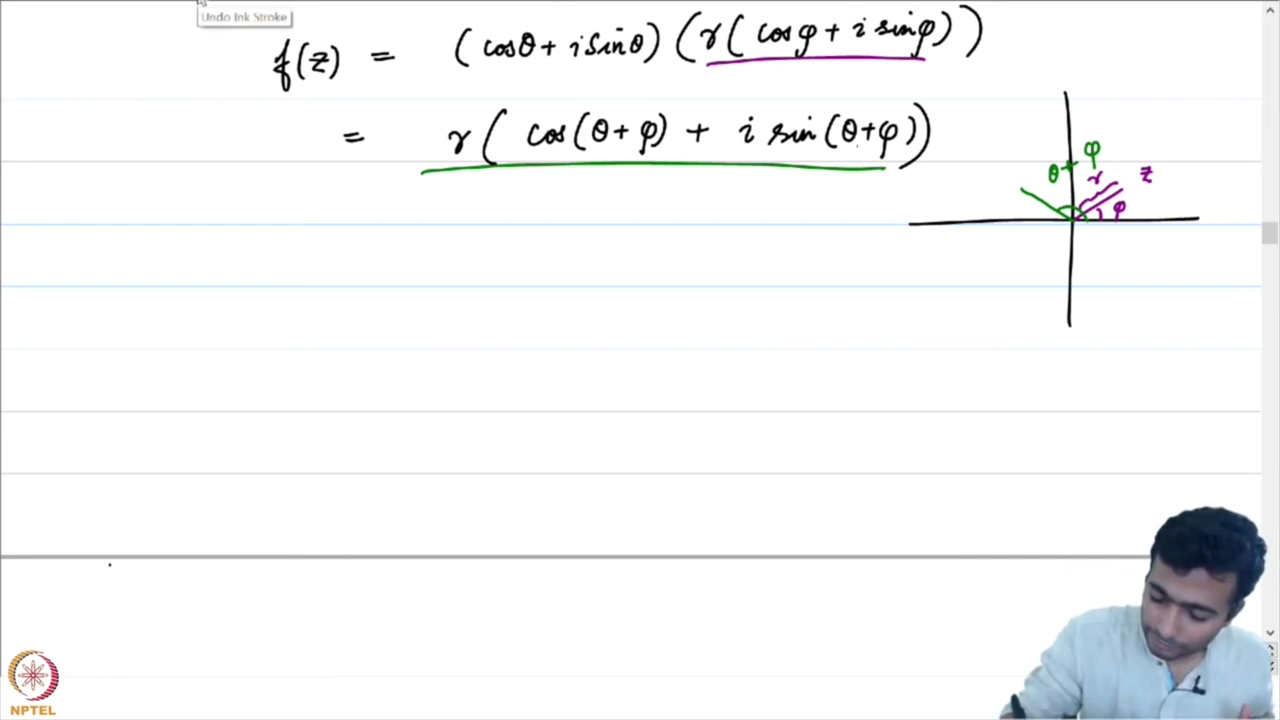 Undo Ink Stroke
f(z) = (cosθ + i sinθ) (r(cosφ + i sinφ))
= r(cos(θ+φ) + i sin(θ+φ))
θ + φ
r z
φ
NPTEL